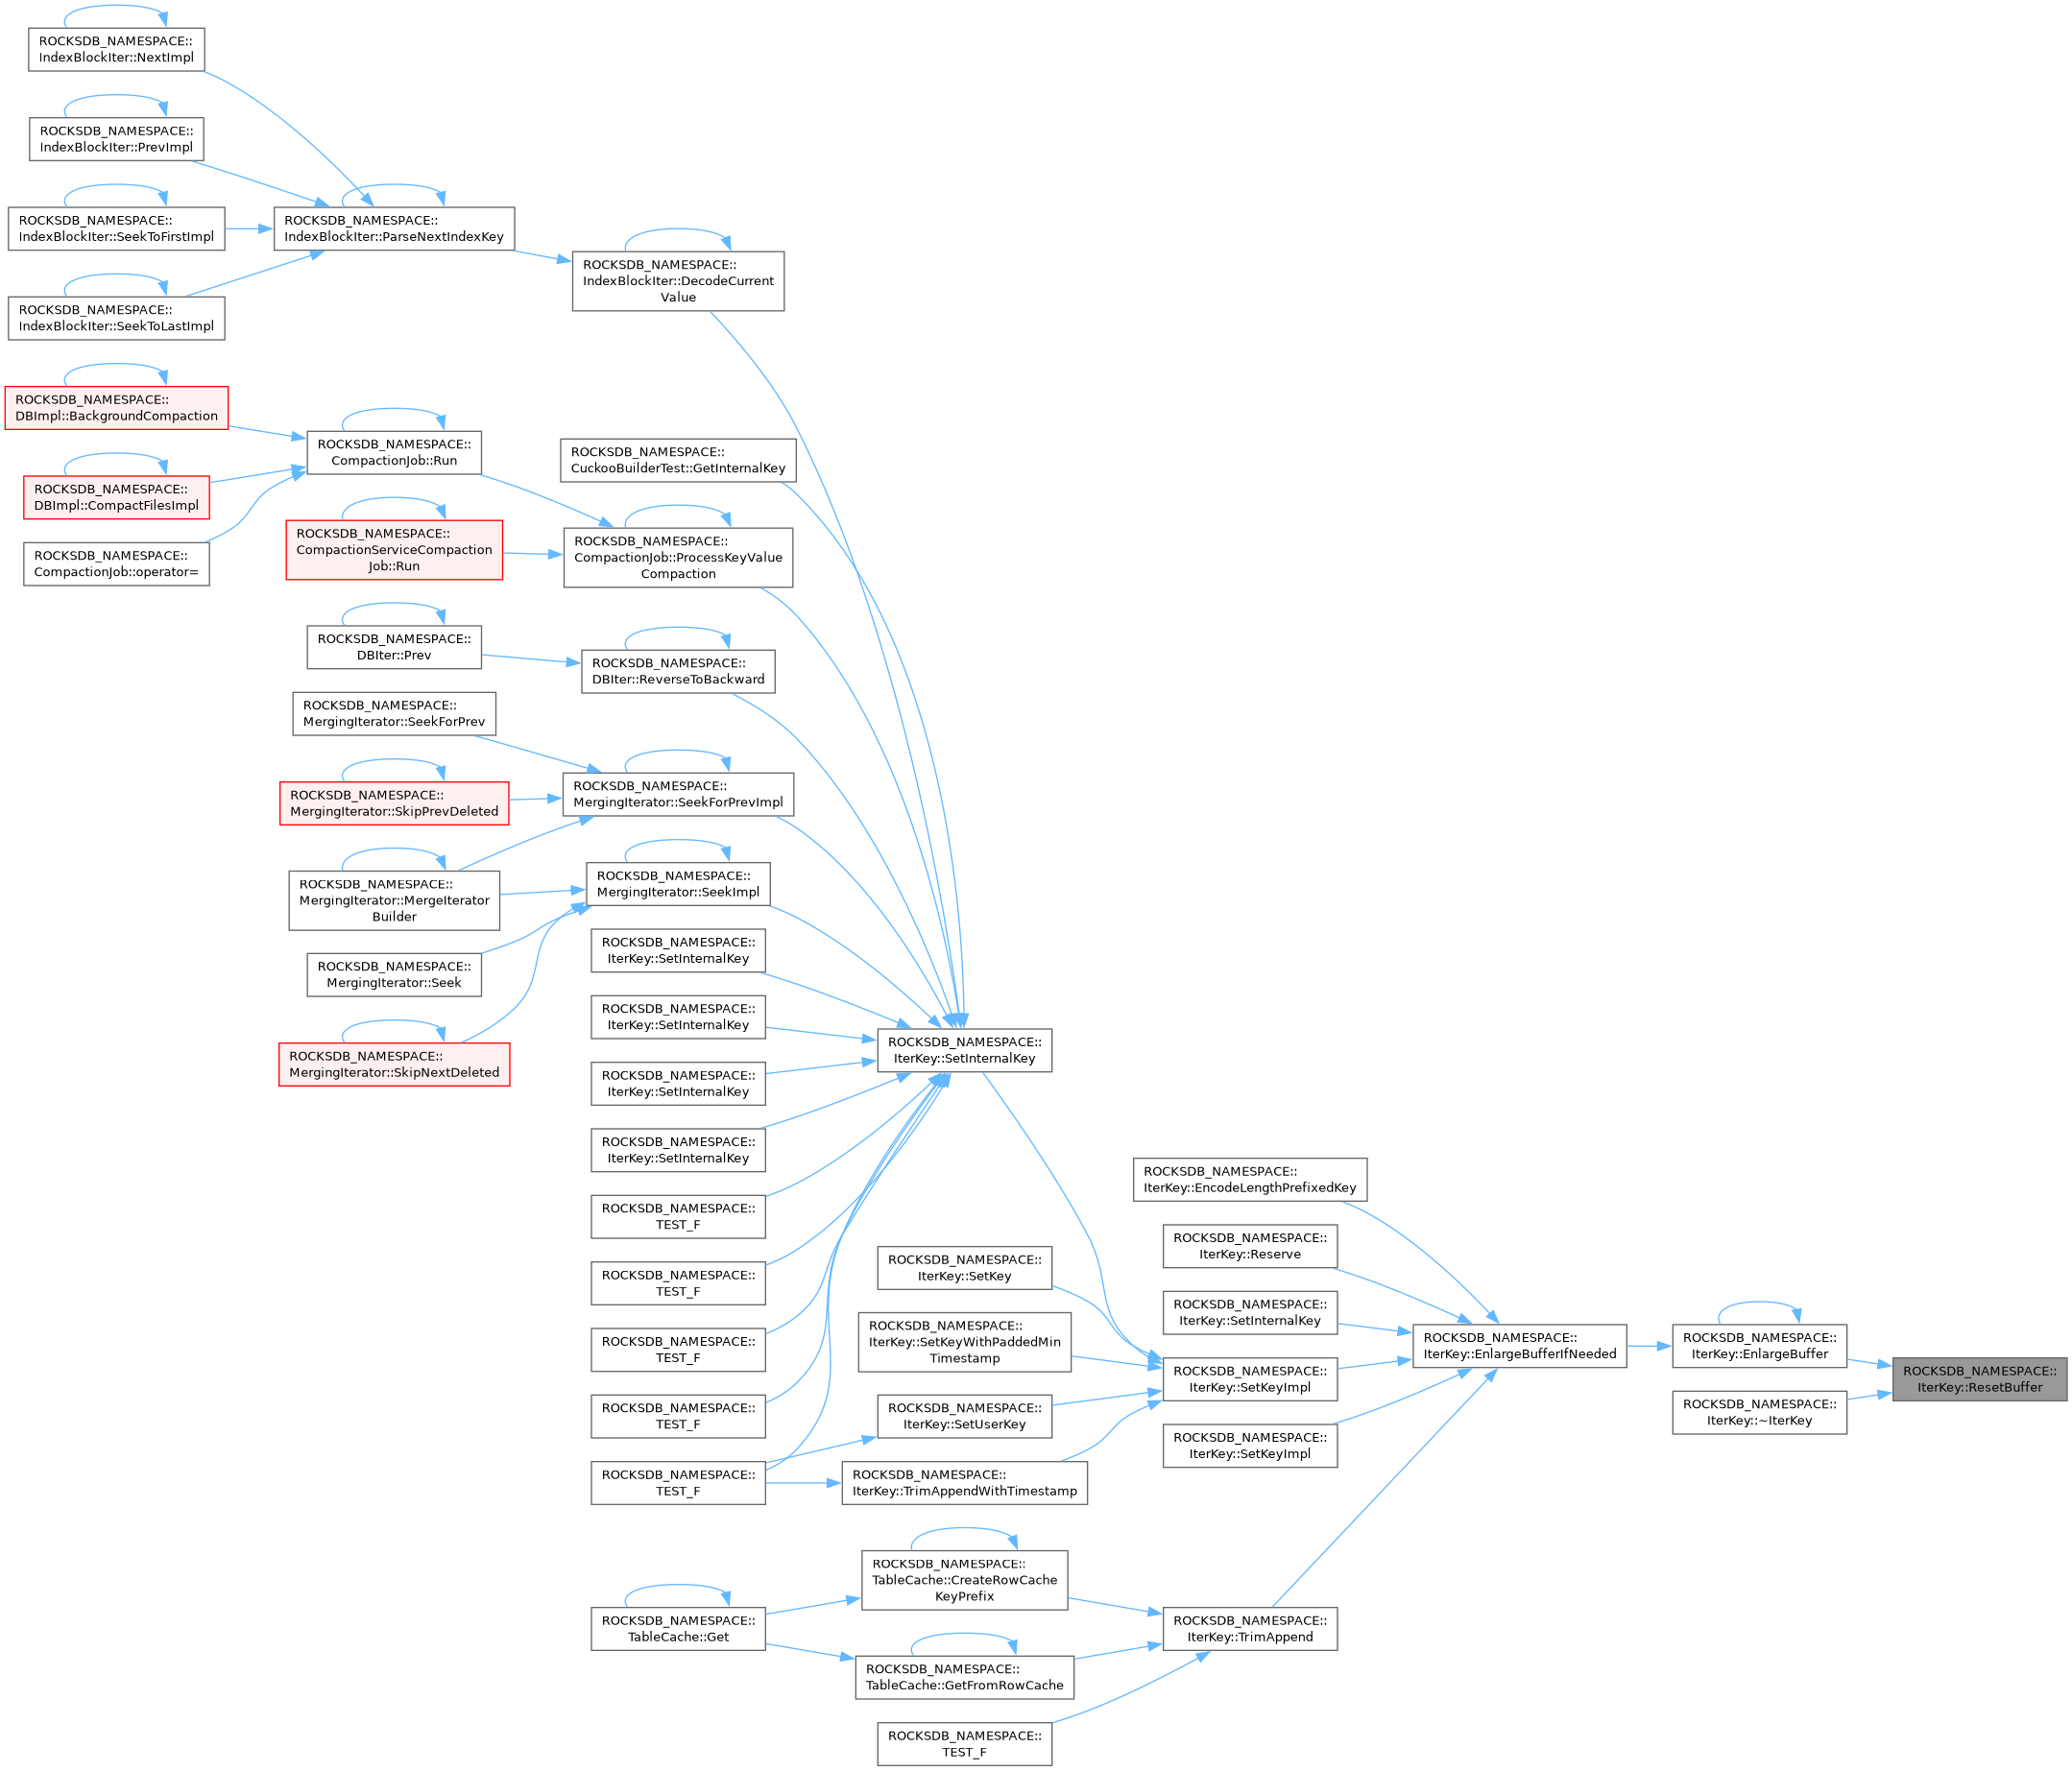 ROCKSDB_NAMESPACE::
IndexBlockIter::NextImpl
ROCKSDB_NAMESPACE::
IndexBlockIter::PrevImpl
ROCKSDB_NAMESPACE::
IndexBlockIter::SeekToFirstImpl
ROCKSDB_NAMESPACE::
IndexBlockIter::SeekToLastImpl
ROCKSDB_NAMESPACE::
DBImpl::BackgroundCompaction
ROCKSDB_NAMESPACE::
DBImpl::CompactFilesImpl
ROCKSDB_NAMESPACE::
CompactionJob::operator=
ROCKSDB_NAMESPACE::
IndexBlockIter::ParseNextIndexKey
ROCKSDB_NAMESPACE::
CompactionJob::Run
ROCKSDB_NAMESPACE::
CompactionServiceCompaction
Job::Run
ROCKSDB_NAMESPACE::
DBIter::Prev
ROCKSDB_NAMESPACE::
MergingIterator::SeekForPrev
ROCKSDB_NAMESPACE::
MergingIterator::SkipPrevDeleted
ROCKSDB_NAMESPACE::
MergingIterator::MergeIterator
Builder
ROCKSDB_NAMESPACE::
MergingIterator::Seek
ROCKSDB_NAMESPACE::
MergingIterator::SkipNextDeleted
ROCKSDB_NAMESPACE::
IndexBlockIter::DecodeCurrent
Value
ROCKSDB_NAMESPACE::
CuckooBuilderTest::GetInternalKey
ROCKSDB_NAMESPACE::
CompactionJob::ProcessKeyValue
Compaction
ROCKSDB_NAMESPACE::
DBIter::ReverseToBackward
ROCKSDB_NAMESPACE::
MergingIterator::SeekForPrevImpl
ROCKSDB_NAMESPACE::
MergingIterator::SeekImpl
ROCKSDB_NAMESPACE::
IterKey::SetInternalKey
ROCKSDB_NAMESPACE::
IterKey::SetInternalKey
ROCKSDB_NAMESPACE::
IterKey::SetInternalKey
ROCKSDB_NAMESPACE::
IterKey::SetInternalKey
ROCKSDB_NAMESPACE::
TEST_F
ROCKSDB_NAMESPACE::
TEST_F
ROCKSDB_NAMESPACE::
TEST_F
ROCKSDB_NAMESPACE::
TEST_F
ROCKSDB_NAMESPACE::
TEST_F
ROCKSDB_NAMESPACE::
TableCache::Get
ROCKSDB_NAMESPACE::
IterKey::SetInternalKey
ROCKSDB_NAMESPACE::
IterKey::SetKey
ROCKSDB_NAMESPACE::
IterKey::SetKeyWithPaddedMin
Timestamp
ROCKSDB_NAMESPACE::
IterKey::SetUserKey
ROCKSDB_NAMESPACE::
IterKey::TrimAppendWithTimestamp
ROCKSDB_NAMESPACE::
TableCache::CreateRowCache
KeyPrefix
ROCKSDB_NAMESPACE::
TableCache::GetFromRowCache
ROCKSDB_NAMESPACE::
TEST_F
ROCKSDB_NAMESPACE::
IterKey::EncodeLengthPrefixedKey
ROCKSDB_NAMESPACE::
IterKey::Reserve
ROCKSDB_NAMESPACE::
IterKey::SetInternalKey
ROCKSDB_NAMESPACE::
IterKey::SetKeyImpl
ROCKSDB_NAMESPACE::
IterKey::SetKeyImpl
ROCKSDB_NAMESPACE::
IterKey::TrimAppend
ROCKSDB_NAMESPACE::
IterKey::EnlargeBufferIfNeeded
ROCKSDB_NAMESPACE::
IterKey::EnlargeBuffer
ROCKSDB_NAMESPACE::
IterKey::~IterKey
ROCKSDB_NAMESPACE::
IterKey::ResetBuffer